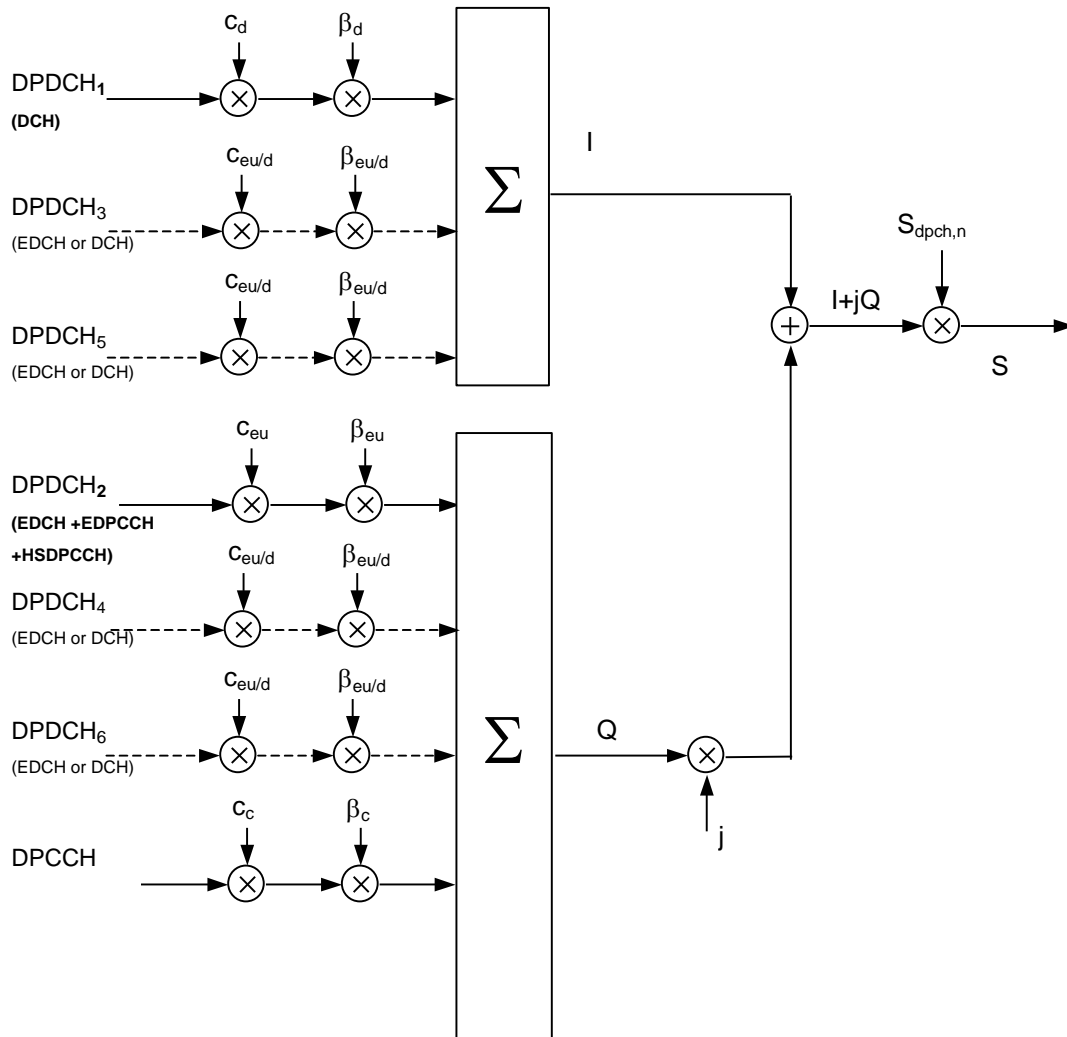 c_d β_d
DPDCH_1
(DCH)
c_eu/d β_eu/d
DPDCH_3
(EDCH or DCH)
c_eu/d β_eu/d
DPDCH_5
(EDCH or DCH)
Σ
I
S_dpch,n
I+jQ
S
c_eu β_eu
DPDCH_2
(EDCH +EDPCCH
+HSDPCCH)
c_eu/d β_eu/d
DPDCH_4
(EDCH or DCH)
c_eu/d β_eu/d
DPDCH_6
(EDCH or DCH)
c_c β_c
DPCCH
Σ
Q
j